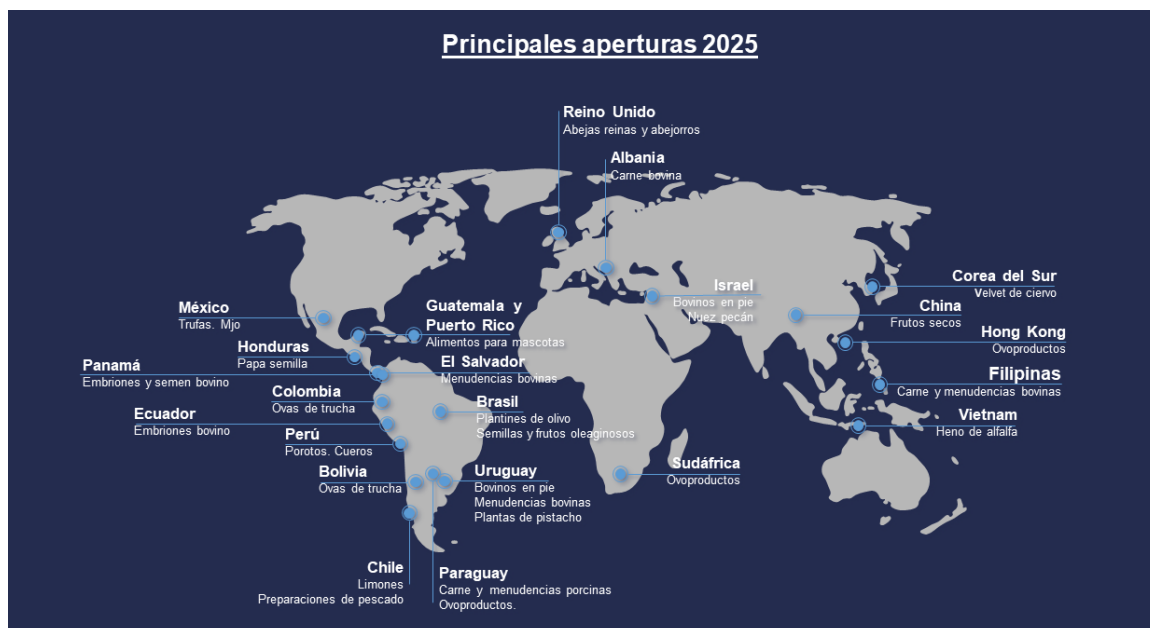 Principales aperturas 2025
Reino Unido
Abejas reinas y abejorros
Albania
Carne bovina
Israel
Bovinos en pie
Nuez pecán
Corea del Sur
Velvet de ciervo
China
Frutos secos
Hong Kong
Ovoproductos
Filipinas
Carne y menudencias bovinas
Vietnam
Heno de alfalfa
México
Trufas. Mjo
Guatemala y
Puerto Rico
Alimentos para mascotas
Honduras
Papa semilla
Panamá
Embriones y semen bovino
El Salvador
Menudencias bovinas
Colombia
Ovas de trucha
Ecuador
Embriones bovino
Brasil
Plantines de olivo
Semillas y frutos oleaginosos
Perú
Porotos. Cueros
Bolivia
Ovas de trucha
Uruguay
Bovinos en pie
Menudencias bovinas
Plantas de pistacho
Sudáfrica
Ovoproductos
Chile
Limones
Preparaciones de pescado
Paraguay
Carne y menudencias porcinas
Ovoproductos.